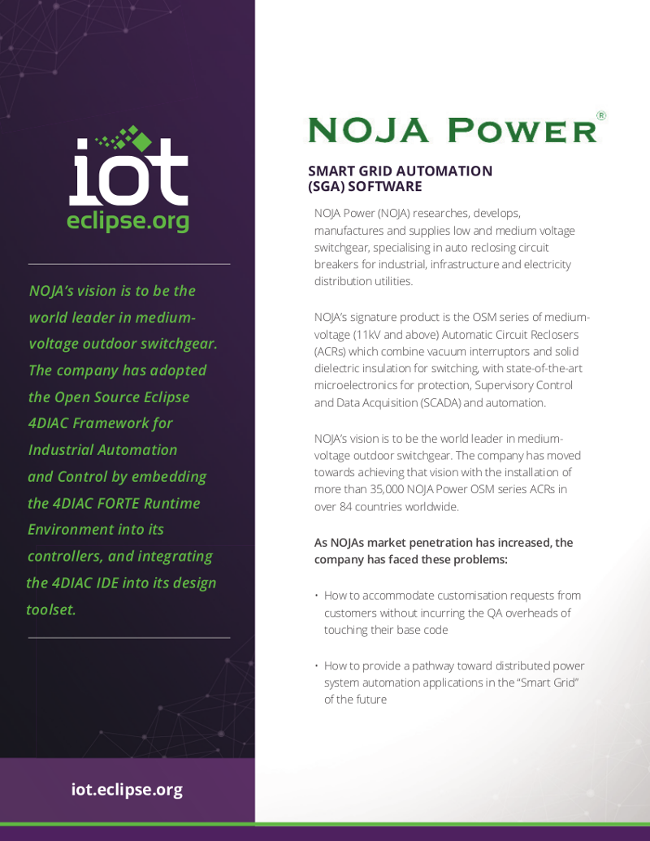 iot
eclipse.org
NOJA's vision is to be the
world leader in medium-
voltage outdoor switchgear.
The company has adopted
the Open Source Eclipse
4DIAC Framework for
Industrial Automation
and Control by embedding
the 4DIAC FORTE Runtime
Environment into its
controllers, and integrating
the 4DIAC IDE into its design
toolset.
iot.eclipse.org
NOJA POWER®
SMART GRID AUTOMATION
(SGA) SOFTWARE
NOJA Power (NOJA) researches, develops,
manufactures and supplies low and medium voltage
switchgear, specialising in auto reclosing circuit
breakers for industrial, infrastructure and electricity
distribution utilities.
NOJA's signature product is the OSM series of medium-
voltage (11kV and above) Automatic Circuit Reclosers
(ACRs) which combine vacuum interruptors and solid
dielectric insulation for switching, with state-of-the-art
microelectronics for protection, Supervisory Control
and Data Acquisition (SCADA) and automation.
NOJA's vision is to be the world leader in medium-
voltage outdoor switchgear. The company has moved
towards achieving that vision with the installation of
more than 35,000 NOJA Power OSM series ACRs in
over 84 countries worldwide.
As NOJAs market penetration has increased, the
company has faced these problems:
• How to accommodate customisation requests from
customers without incurring the QA overheads of
touching their base code
• How to provide a pathway toward distributed power
system automation applications in the "Smart Grid"
of the future